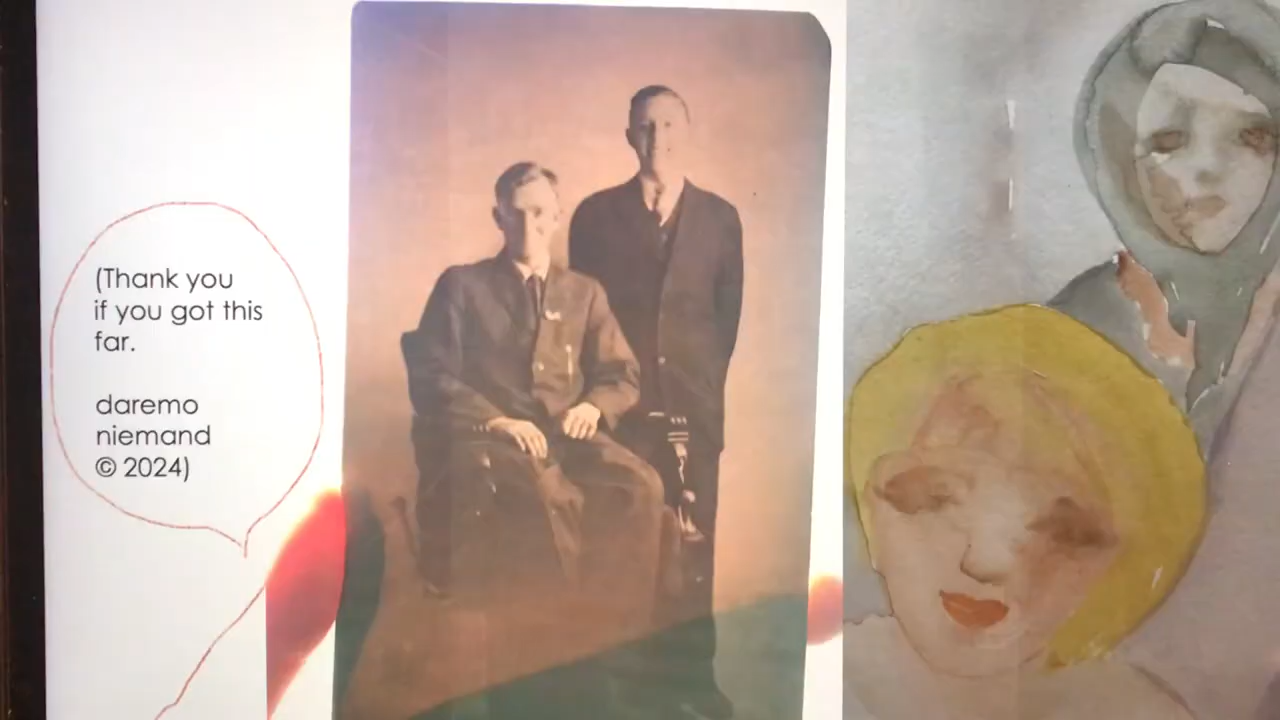 (Thank you
if you got this
far.
daremo
niemand
© 2024)